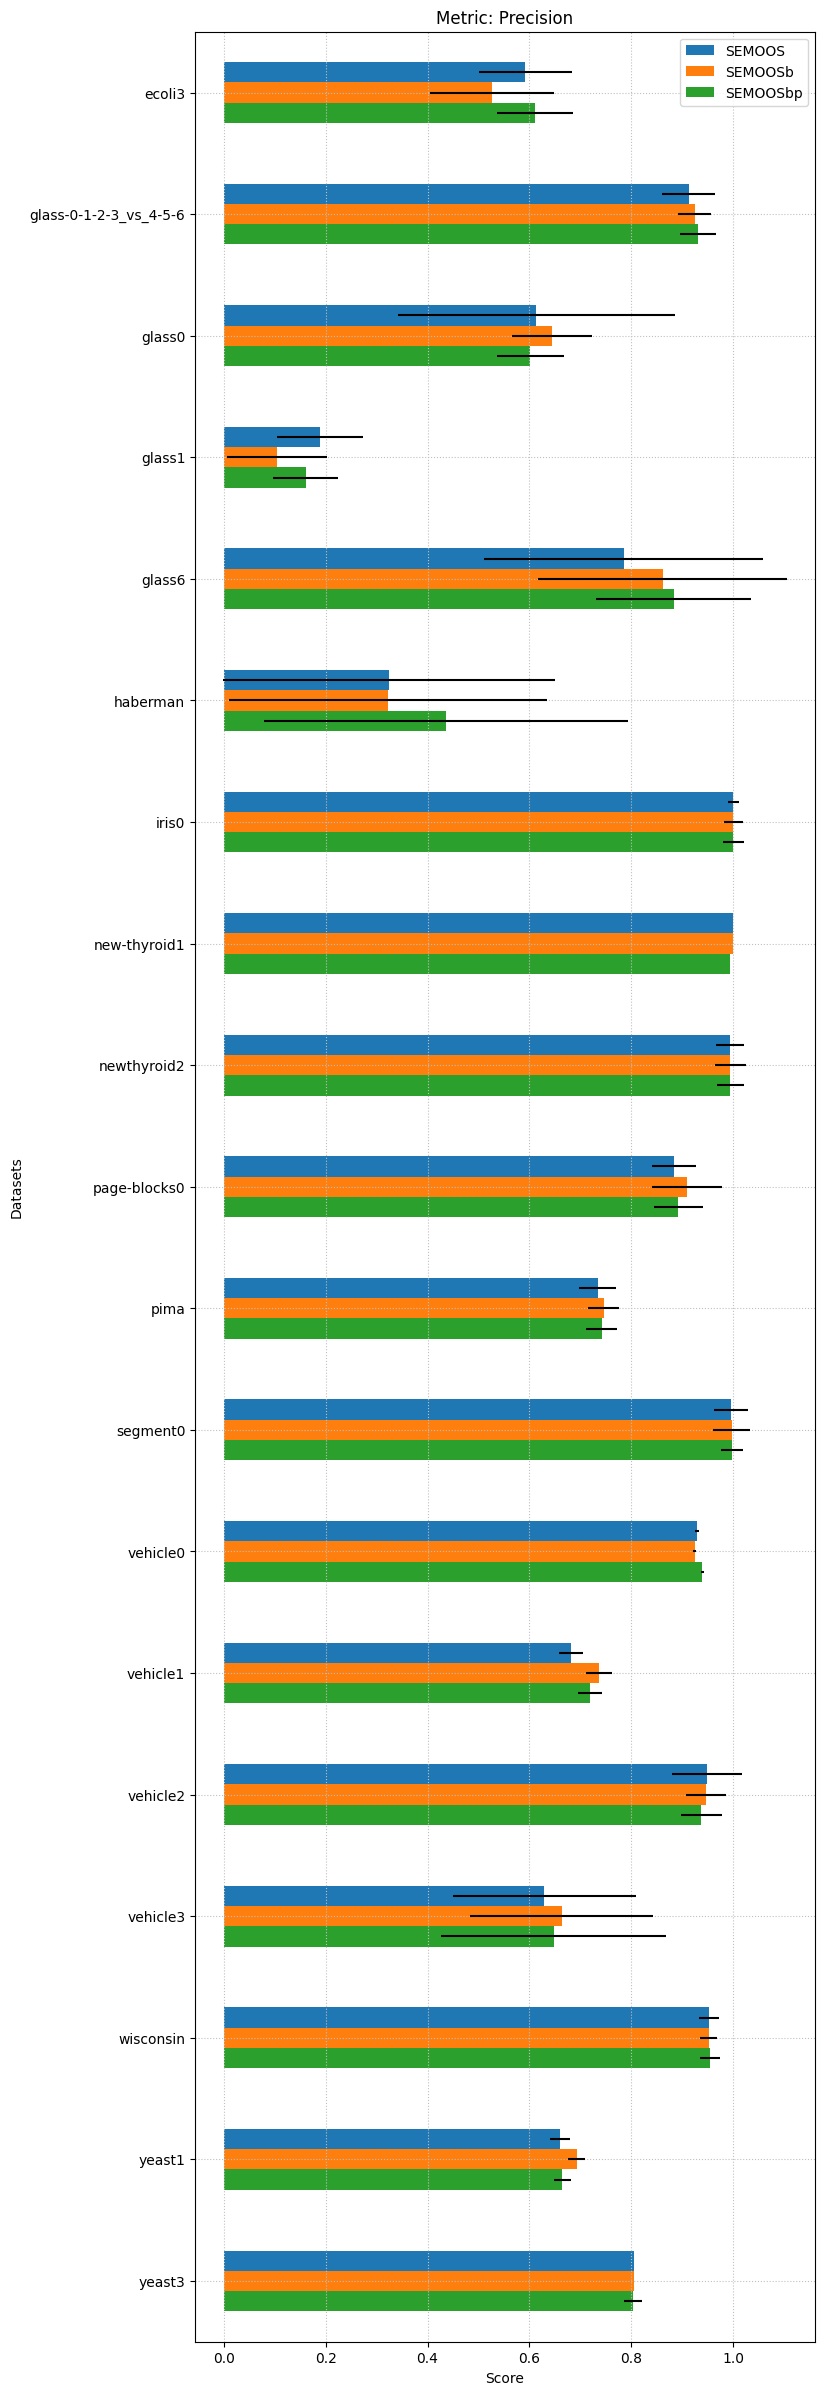 Metric: Precision
SEMOOS
SEMOOSb
SEMOOSbp
ecoli3
glass-0-1-2-3_vs_4-5-6
glass0
glass1
glass6
haberman
iris0
new-thyroid1
newthyroid2
page-blocks0
pima
segment0
vehicle0
vehicle1
vehicle2
vehicle3
wisconsin
yeast1
yeast3
Datasets
0.0 0.2 0.4 0.6 0.8 1.0
Score